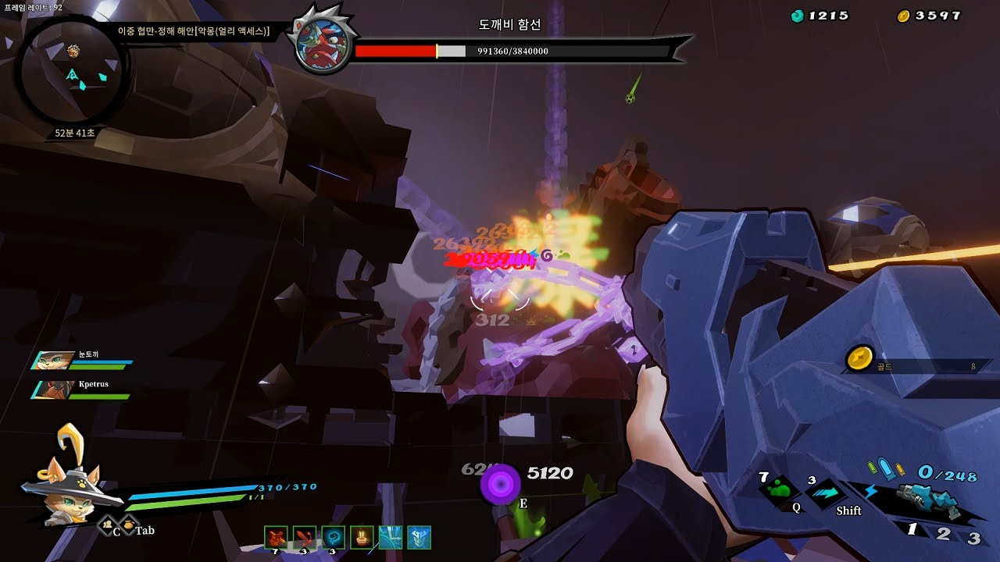 프레임 레이트: 92
이중 협만-정해 해안[악몽(얼리 액세스)]
도깨비 함선
991360/3840000
1215
3597
52분 41초
312
눈토끼
Kpetrus
골드
8
5120
E
370/370
1/1
C
Tab
7
3
3
7
Q
3
Shift
0/248
1
2
3